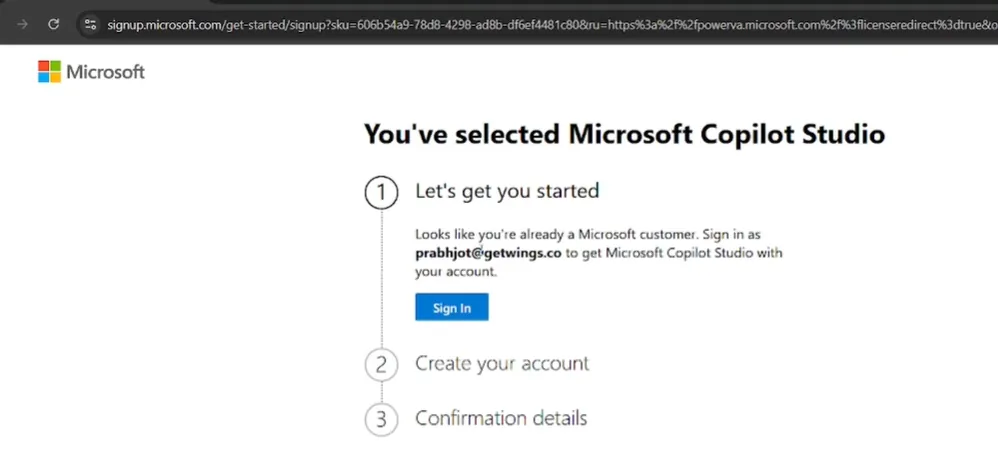 signup.microsoft.com/get-started/signup?sku=606b54a9-78d8-4298-ad8b-df6ef4481c80&ru=https%3a%2f%2fpowerva.microsoft.com%2f%3flicenseredirect%3dtrue&o
Microsoft
You've selected Microsoft Copilot Studio
1 Let's get you started
Looks like you're already a Microsoft customer. Sign in as
prabhjot@getwings.co to get Microsoft Copilot Studio with
your account.
Sign In
2 Create your account
3 Confirmation details